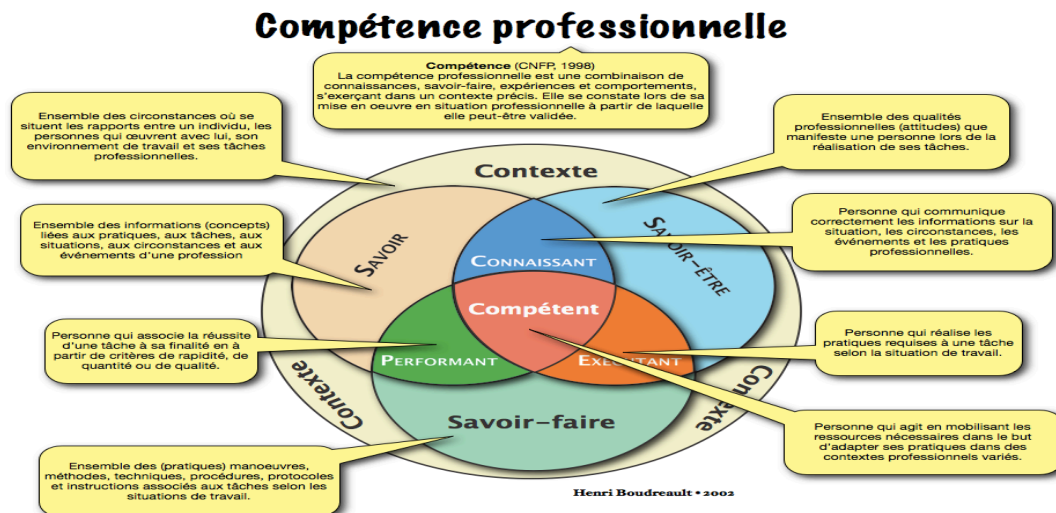 Compétence professionnelle
Compétence (CNFP, 1998)
La compétence professionnelle est une combinaison de
connaissances, savoir-faire, expériences et comportements,
s'exerçant dans un contexte précis. Elle se constate lors de sa
mise en oeuvre en situation professionnelle à partir de laquelle
elle peut-être validée.
Ensemble des circonstances où se
situent les rapports entre un individu, les
personnes qui œuvrent avec lui, son
environnement de travail et ses tâches
professionnelles.
Ensemble des qualités
professionnelles (attitudes) que
manifeste une personne lors de la
réalisation de ses tâches.
Contexte
Ensemble des informations (concepts)
liées aux pratiques, aux tâches, aux
situations, aux circonstances et aux
événements d'une profession
SAVOIR
SAVOIR-ÊTRE
Personne qui communique
correctement les informations sur la
situation, les circonstances, les
événements et les pratiques
professionnelles.
CONNAISSANT
Compétent
Personne qui associe la réussite
d'une tâche à sa finalité en à
partir de critères de rapidité, de
quantité ou de qualité.
PERFORMANT
EXÉCUTANT
Personne qui réalise les
pratiques requises à une tâche
selon la situation de travail.
Contexte
Contexte
Savoir-faire
Personne qui agit en mobilisant les
ressources nécessaires dans le but
d'adapter ses pratiques dans des
contextes professionnels variés.
Ensemble des (pratiques) manoeuvres,
méthodes, techniques, procédures, protocoles
et instructions associés aux tâches selon les
situations de travail.
Henri Boudreault • 2002